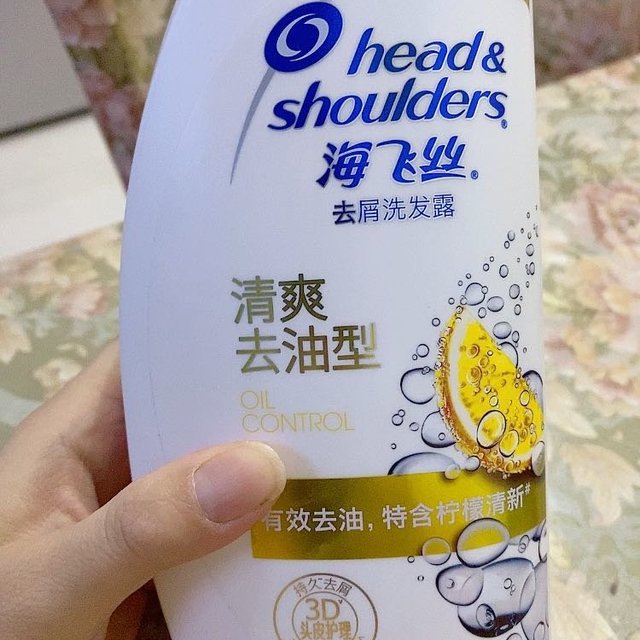 head&
shoulders®
海飞丝®
去屑洗发露
清爽
去油型
OIL
CONTROL
有效去油,特含柠檬清新#
持久去屑
3D
头皮护理